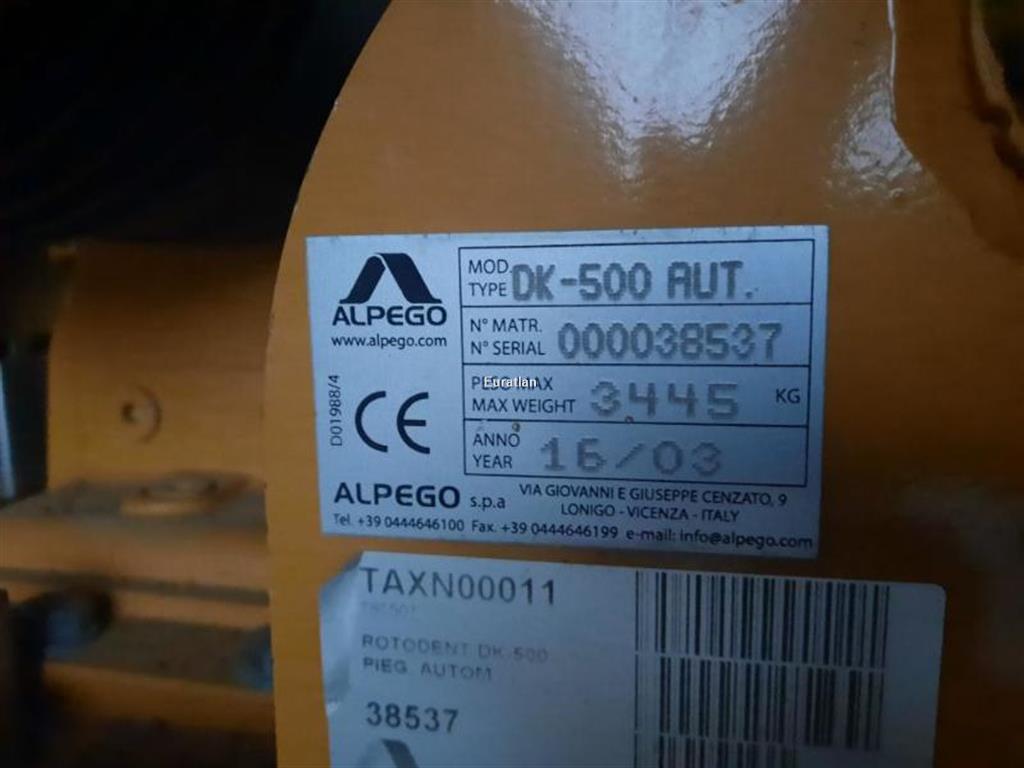 ALPEGO
www.alpego.com
MOD. TYPE DK-500 AUT.
N° MATR.
N° SERIAL 000038537
PESO MAX
MAX WEIGHT 3445 KG
Euratlan
ANNO
YEAR 16/03
D01988/4
CE
ALPEGO s.p.a
VIA GIOVANNI E GIUSEPPE CENZATO, 9
LONIGO - VICENZA - ITALY
Tel. +39 0444646100 Fax. +39 0444646199 e-mail: info@alpego.com
TAXN00011
ROTODENT DK-500
PIEG. AUTOM
38537